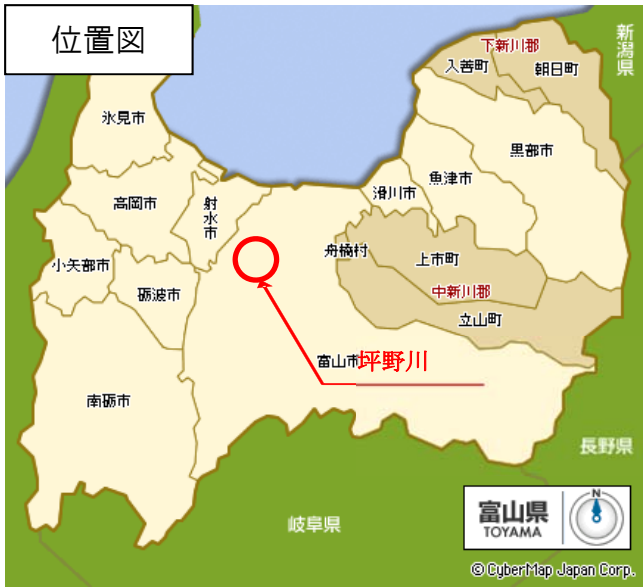 位置図
新潟県
下新川郡
入善町
朝日町
氷見市
黒部市
魚津市
滑川市
高岡市
射水市
舟橋村
上市町
小矢部市
砺波市
中新川郡
立山町
富山市
坪野川
南砺市
長野県
岐阜県
富山県
TOYAMA
N
© CyberMap Japan Corp.